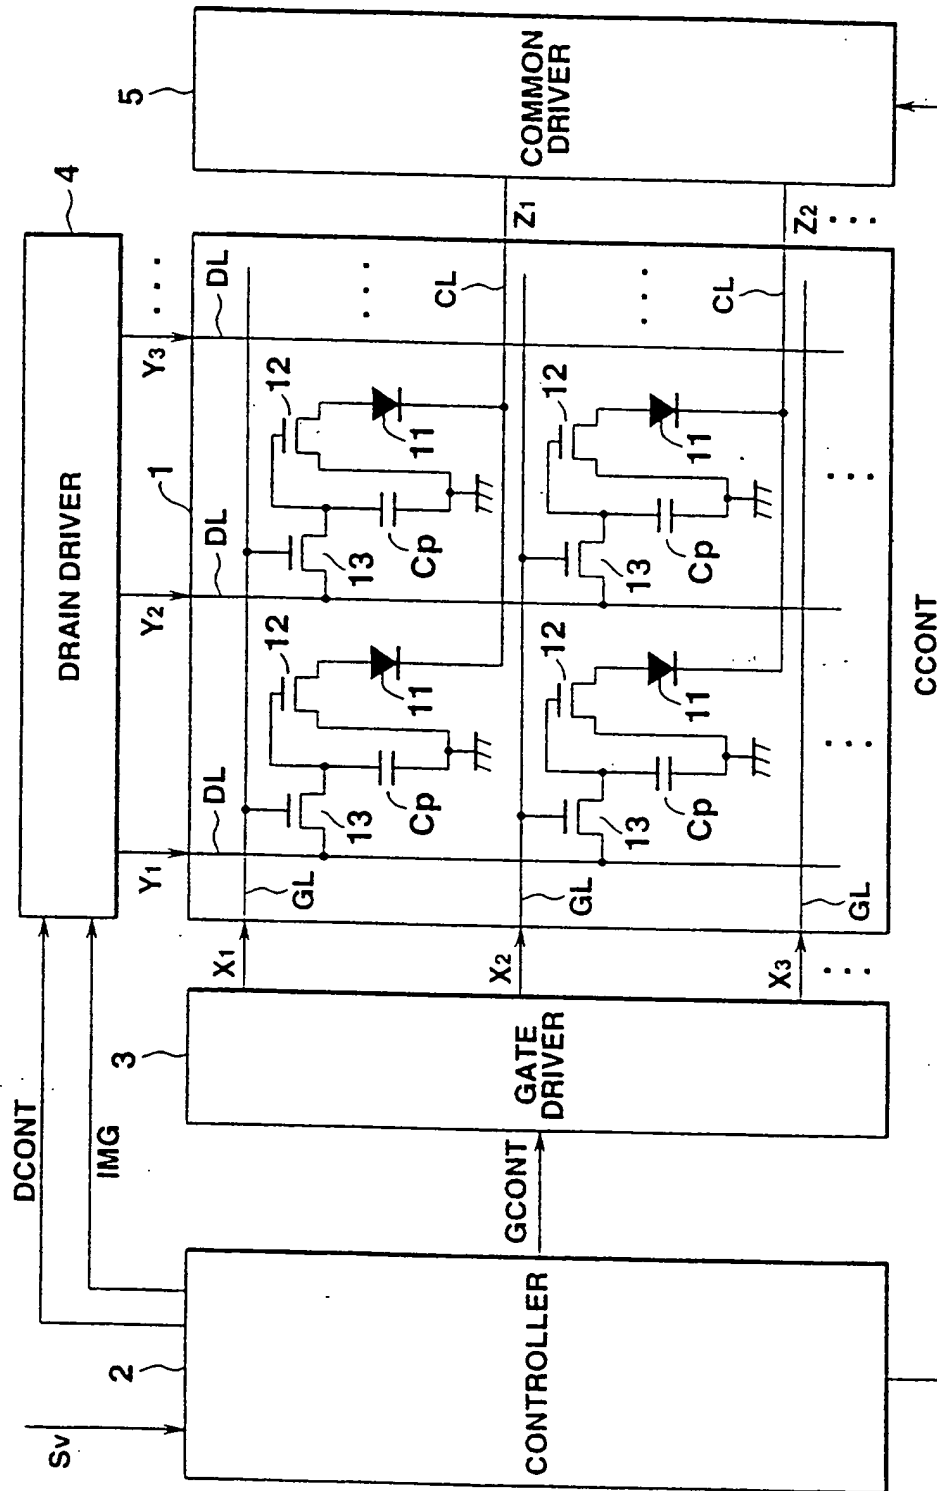 Sv
DCONT
IMG
2
CONTROLLER
GCONT
3
GATE
DRIVER
X1
X2
X3
. . .
DRAIN DRIVER
4
Y1
Y2
Y3
. . .
1
DL
DL
DL
GL
GL
GL
13
Cp
12
11
13
Cp
12
11
. . .
13
Cp
12
11
13
Cp
12
11
. . .
. . .
. . .
CL
CL
Z1
Z2
. . .
5
COMMON
DRIVER
CCONT